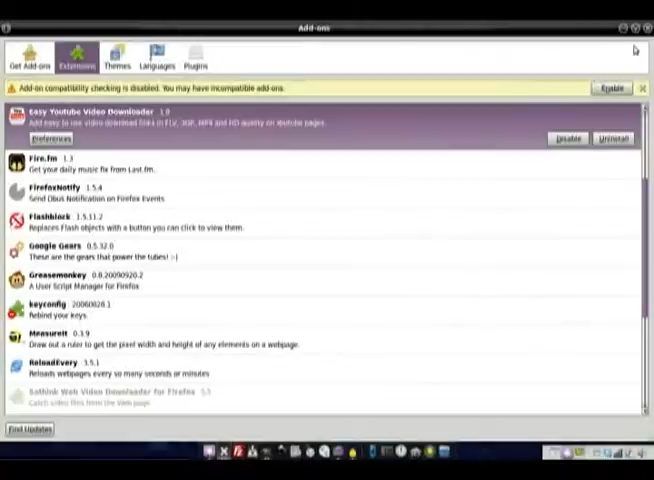 Add-ons
Get Add-ons Extensions Themes Languages Plugins
Add-on compatibility checking is disabled. You may have incompatible add-ons. Enable
Easy Youtube Video Downloader 1.8
Add easy to use video download links in FLV, 3GP, MP4 and HD quality on Youtube pages.
Preferences Disable Uninstall
Fire.fm 1.3
Get your daily music fix from Last.fm.
FirefoxNotify 1.5.4
Send Dbus Notification on Firefox Events
Flashblock 1.5.11.2
Replaces Flash objects with a button you can click to view them.
Google Gears 0.5.32.0
These are the gears that power the tubes! :-)
Greasemonkey 0.8.20090920.2
A User Script Manager for Firefox
keyconfig 20060828.1
Rebind your keys.
MeasureIt 0.3.9
Draw out a ruler to get the pixel width and height of any elements on a webpage.
ReloadEvery 3.5.1
Reloads webpages every so many seconds or minutes
Sothink Web Video Downloader for Firefox
Catch video files from the Web page
Find Updates